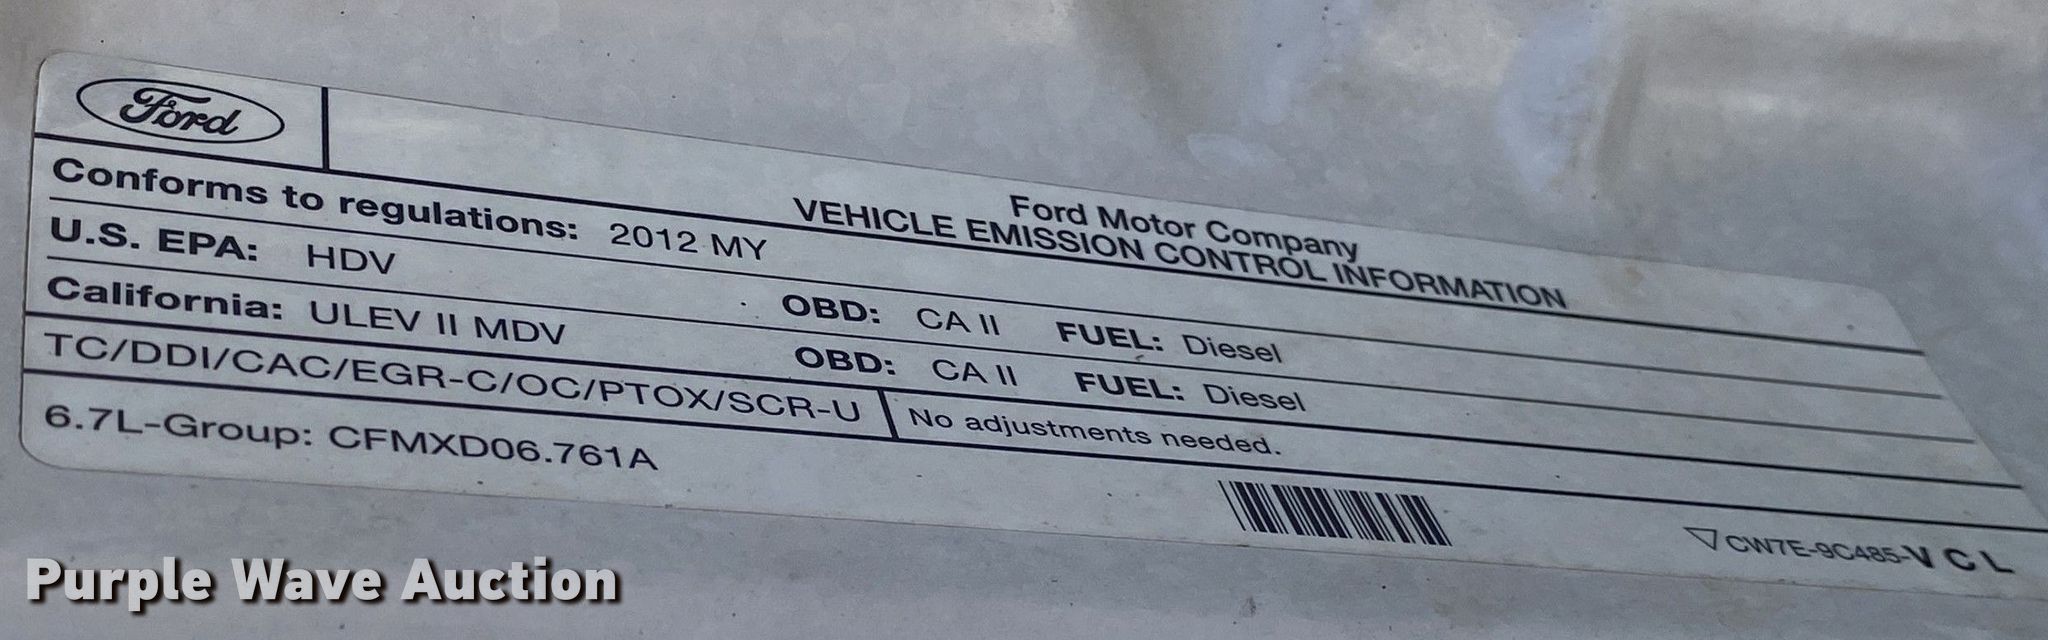 Ford
Ford Motor Company
VEHICLE EMISSION CONTROL INFORMATION
Conforms to regulations: 2012 MY
U.S. EPA: HDV OBD: CA II FUEL: Diesel
California: ULEV II MDV OBD: CA II FUEL: Diesel
TC/DDI/CAC/EGR-C/OC/PTOX/SCR-U No adjustments needed.
6.7L-Group: CFMXD06.761A
CW7E-9C485-V C L
Purple Wave Auction